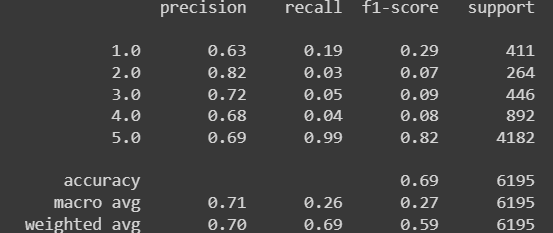 precision recall f1-score support
1.0 0.63 0.19 0.29 411
2.0 0.82 0.03 0.07 264
3.0 0.72 0.05 0.09 446
4.0 0.68 0.04 0.08 892
5.0 0.69 0.99 0.82 4182
accuracy 0.69 6195
macro avg 0.71 0.26 0.27 6195
weighted avg 0.70 0.69 0.59 6195